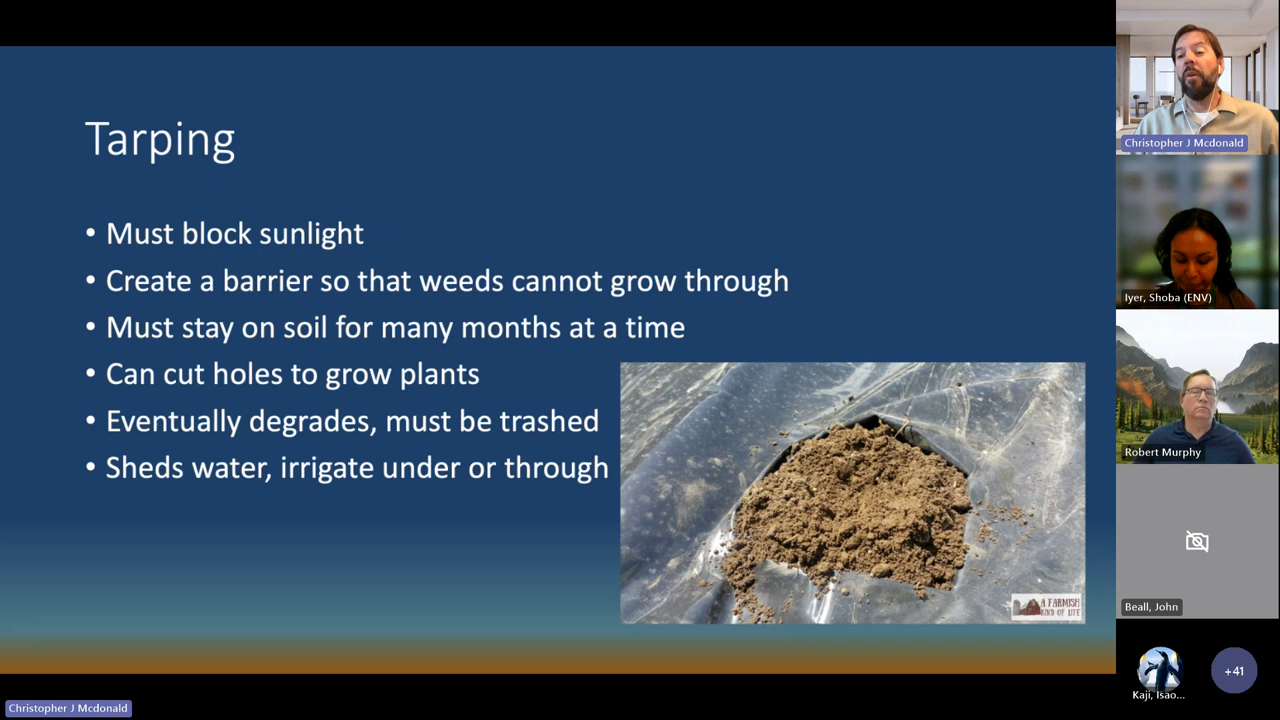 Tarping
• Must block sunlight
• Create a barrier so that weeds cannot grow through
• Must stay on soil for many months at a time
• Can cut holes to grow plants
• Eventually degrades, must be trashed
• Sheds water, irrigate under or through
A FARMISH
KIND OF LIFE
Christopher J Mcdonald
Iyer, Shoba (ENV)
Robert Murphy
Beall, John
Kaji, Isao...
+41
Christopher J Mcdonald